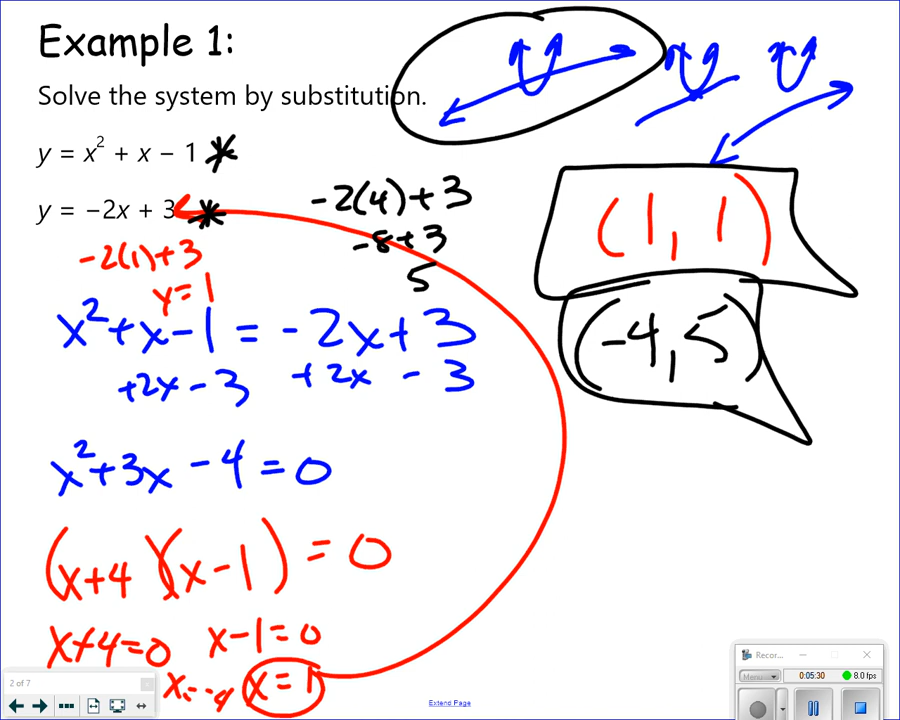 Example 1:
Solve the system by substitution.
y = x² + x − 1 *
y = −2x + 3 *
-2(1)+3
y=1
-2(4)+3
-8+3
5
(1, 1)
(-4, 5)
x²+x-1 = -2x+3
+2x-3 +2x -3
x²+3x-4=0
(x+4)(x-1)=0
x+4=0 x-1=0
x=-4 x=1
2 of 7
Extend Page
Recor...
Menu
0:05:30
8.0 fps